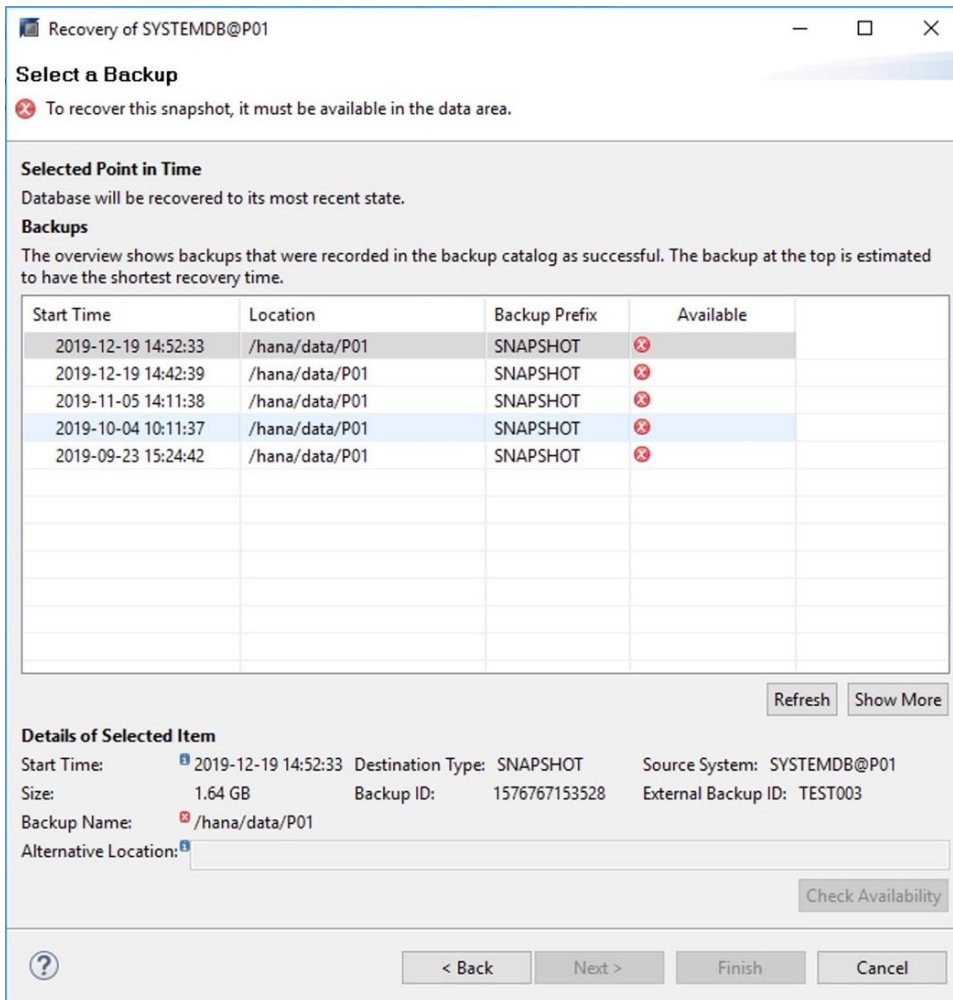 Recovery of SYSTEMDB@P01
Select a Backup
To recover this snapshot, it must be available in the data area.
Selected Point in Time
Database will be recovered to its most recent state.
Backups
The overview shows backups that were recorded in the backup catalog as successful. The backup at the top is estimated
to have the shortest recovery time.
Start Time Location Backup Prefix Available
2019-12-19 14:52:33 /hana/data/P01 SNAPSHOT
2019-12-19 14:42:39 /hana/data/P01 SNAPSHOT
2019-11-05 14:11:38 /hana/data/P01 SNAPSHOT
2019-10-04 10:11:37 /hana/data/P01 SNAPSHOT
2019-09-23 15:24:42 /hana/data/P01 SNAPSHOT
Refresh Show More
Details of Selected Item
Start Time: 2019-12-19 14:52:33 Destination Type: SNAPSHOT Source System: SYSTEMDB@P01
Size: 1.64 GB Backup ID: 1576767153528 External Backup ID: TEST003
Backup Name: /hana/data/P01
Alternative Location:
Check Availability
? < Back Next > Finish Cancel